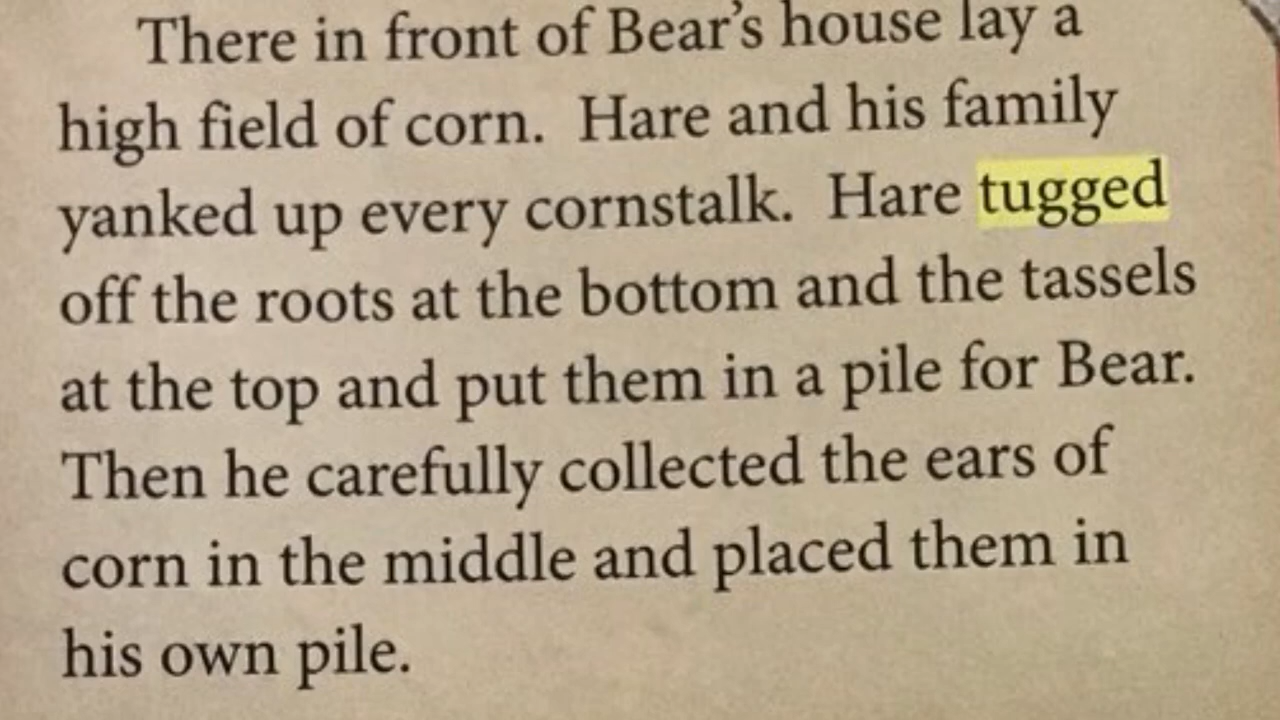 There in front of Bear's house lay a
high field of corn. Hare and his family
yanked up every cornstalk. Hare tugged
off the roots at the bottom and the tassels
at the top and put them in a pile for Bear.
Then he carefully collected the ears of
corn in the middle and placed them in
his own pile.